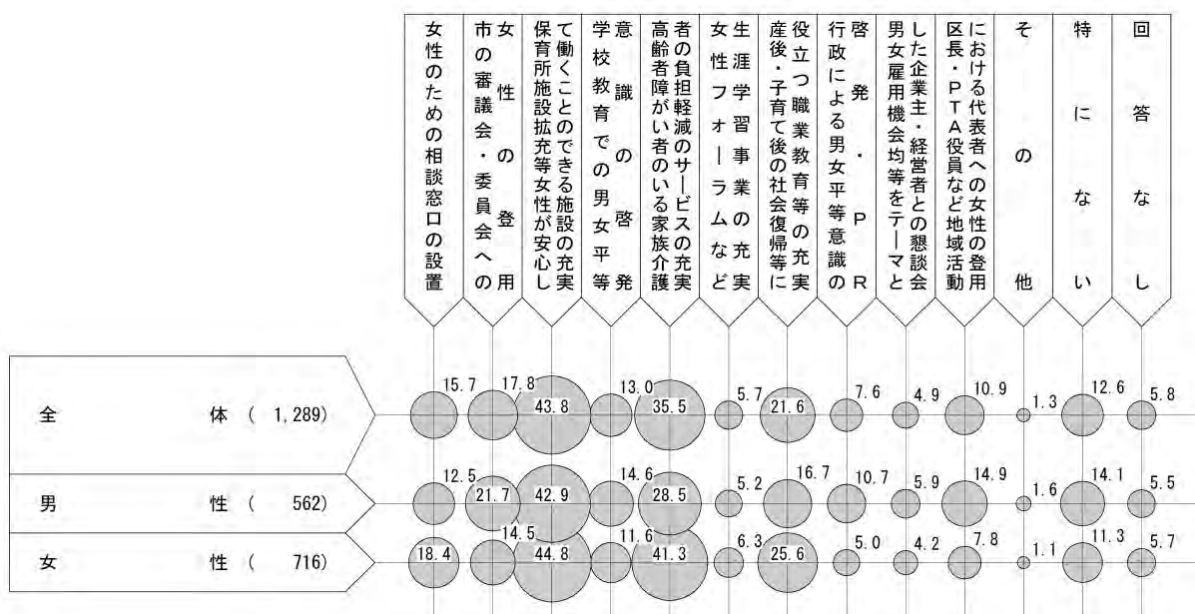 女性のための相談窓口の設置
市の審議会・委員会への
女性の登用
保育所施設拡充等女性が安心し
て働くことのできる施設の充実
学校教育での男女平等
意識の啓発
高齢者障がい者のいる家族介護
者の負担軽減のサービスの充実
女性フォーラムなど
生涯学習事業の充実
産後・子育て後の社会復帰等に
役立つ職業教育等の充実
行政による男女平等意識の
啓発・PR
男女雇用機会均等をテーマと
した企業主・経営者との懇談会
区長・PTA役員など地域活動
における代表者への女性の登用
その他
特にない
回答なし
全体 ( 1,289) 15.7 17.8 43.8 13.0 35.5 5.7 21.6 7.6 4.9 10.9 1.3 12.6 5.8
男性 ( 562) 12.5 21.7 42.9 14.6 28.5 5.2 16.7 10.7 5.9 14.9 1.6 14.1 5.5
女性 ( 716) 18.4 14.5 44.8 11.6 41.3 6.3 25.6 5.0 4.2 7.8 1.1 11.3 5.7